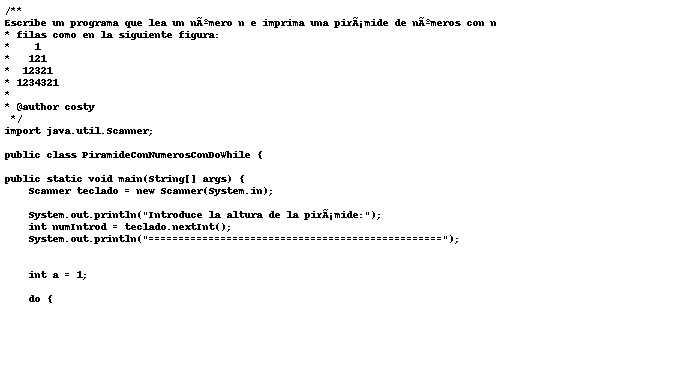 /**
Escribe un programa que lea un nÃºmero n e imprima una pirÃ¡mide de nÃºmeros con n
* filas como en la siguiente figura:
*    1
*   121
*  12321
* 1234321
*
* @author costy
 */
import java.util.Scanner;
public class PiramideConNumerosConDoWhile {
public static void main(String[] args) {
    Scanner teclado = new Scanner(System.in);
    System.out.println("Introduce la altura de la pirÃ¡mide:");
    int numIntrod = teclado.nextInt();
    System.out.println("=================================================");
    int a = 1;
    do {